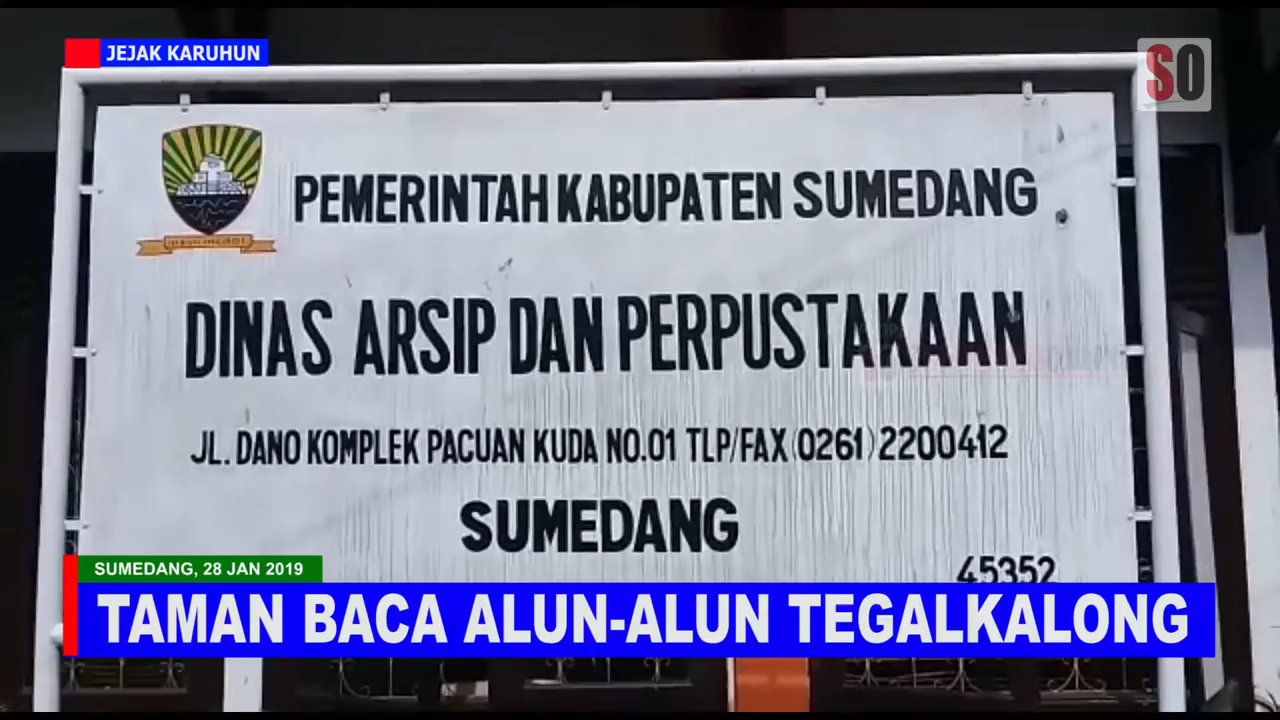 JEJAK KARUHUN
SO
PEMERINTAH KABUPATEN SUMEDANG
DINAS ARSIP DAN PERPUSTAKAAN
JL. DANO KOMPLEK PACUAN KUDA NO.01 TLP/FAX (0261) 2200412
SUMEDANG
45352
SUMEDANG, 28 JAN 2019
TAMAN BACA ALUN-ALUN TEGALKALONG